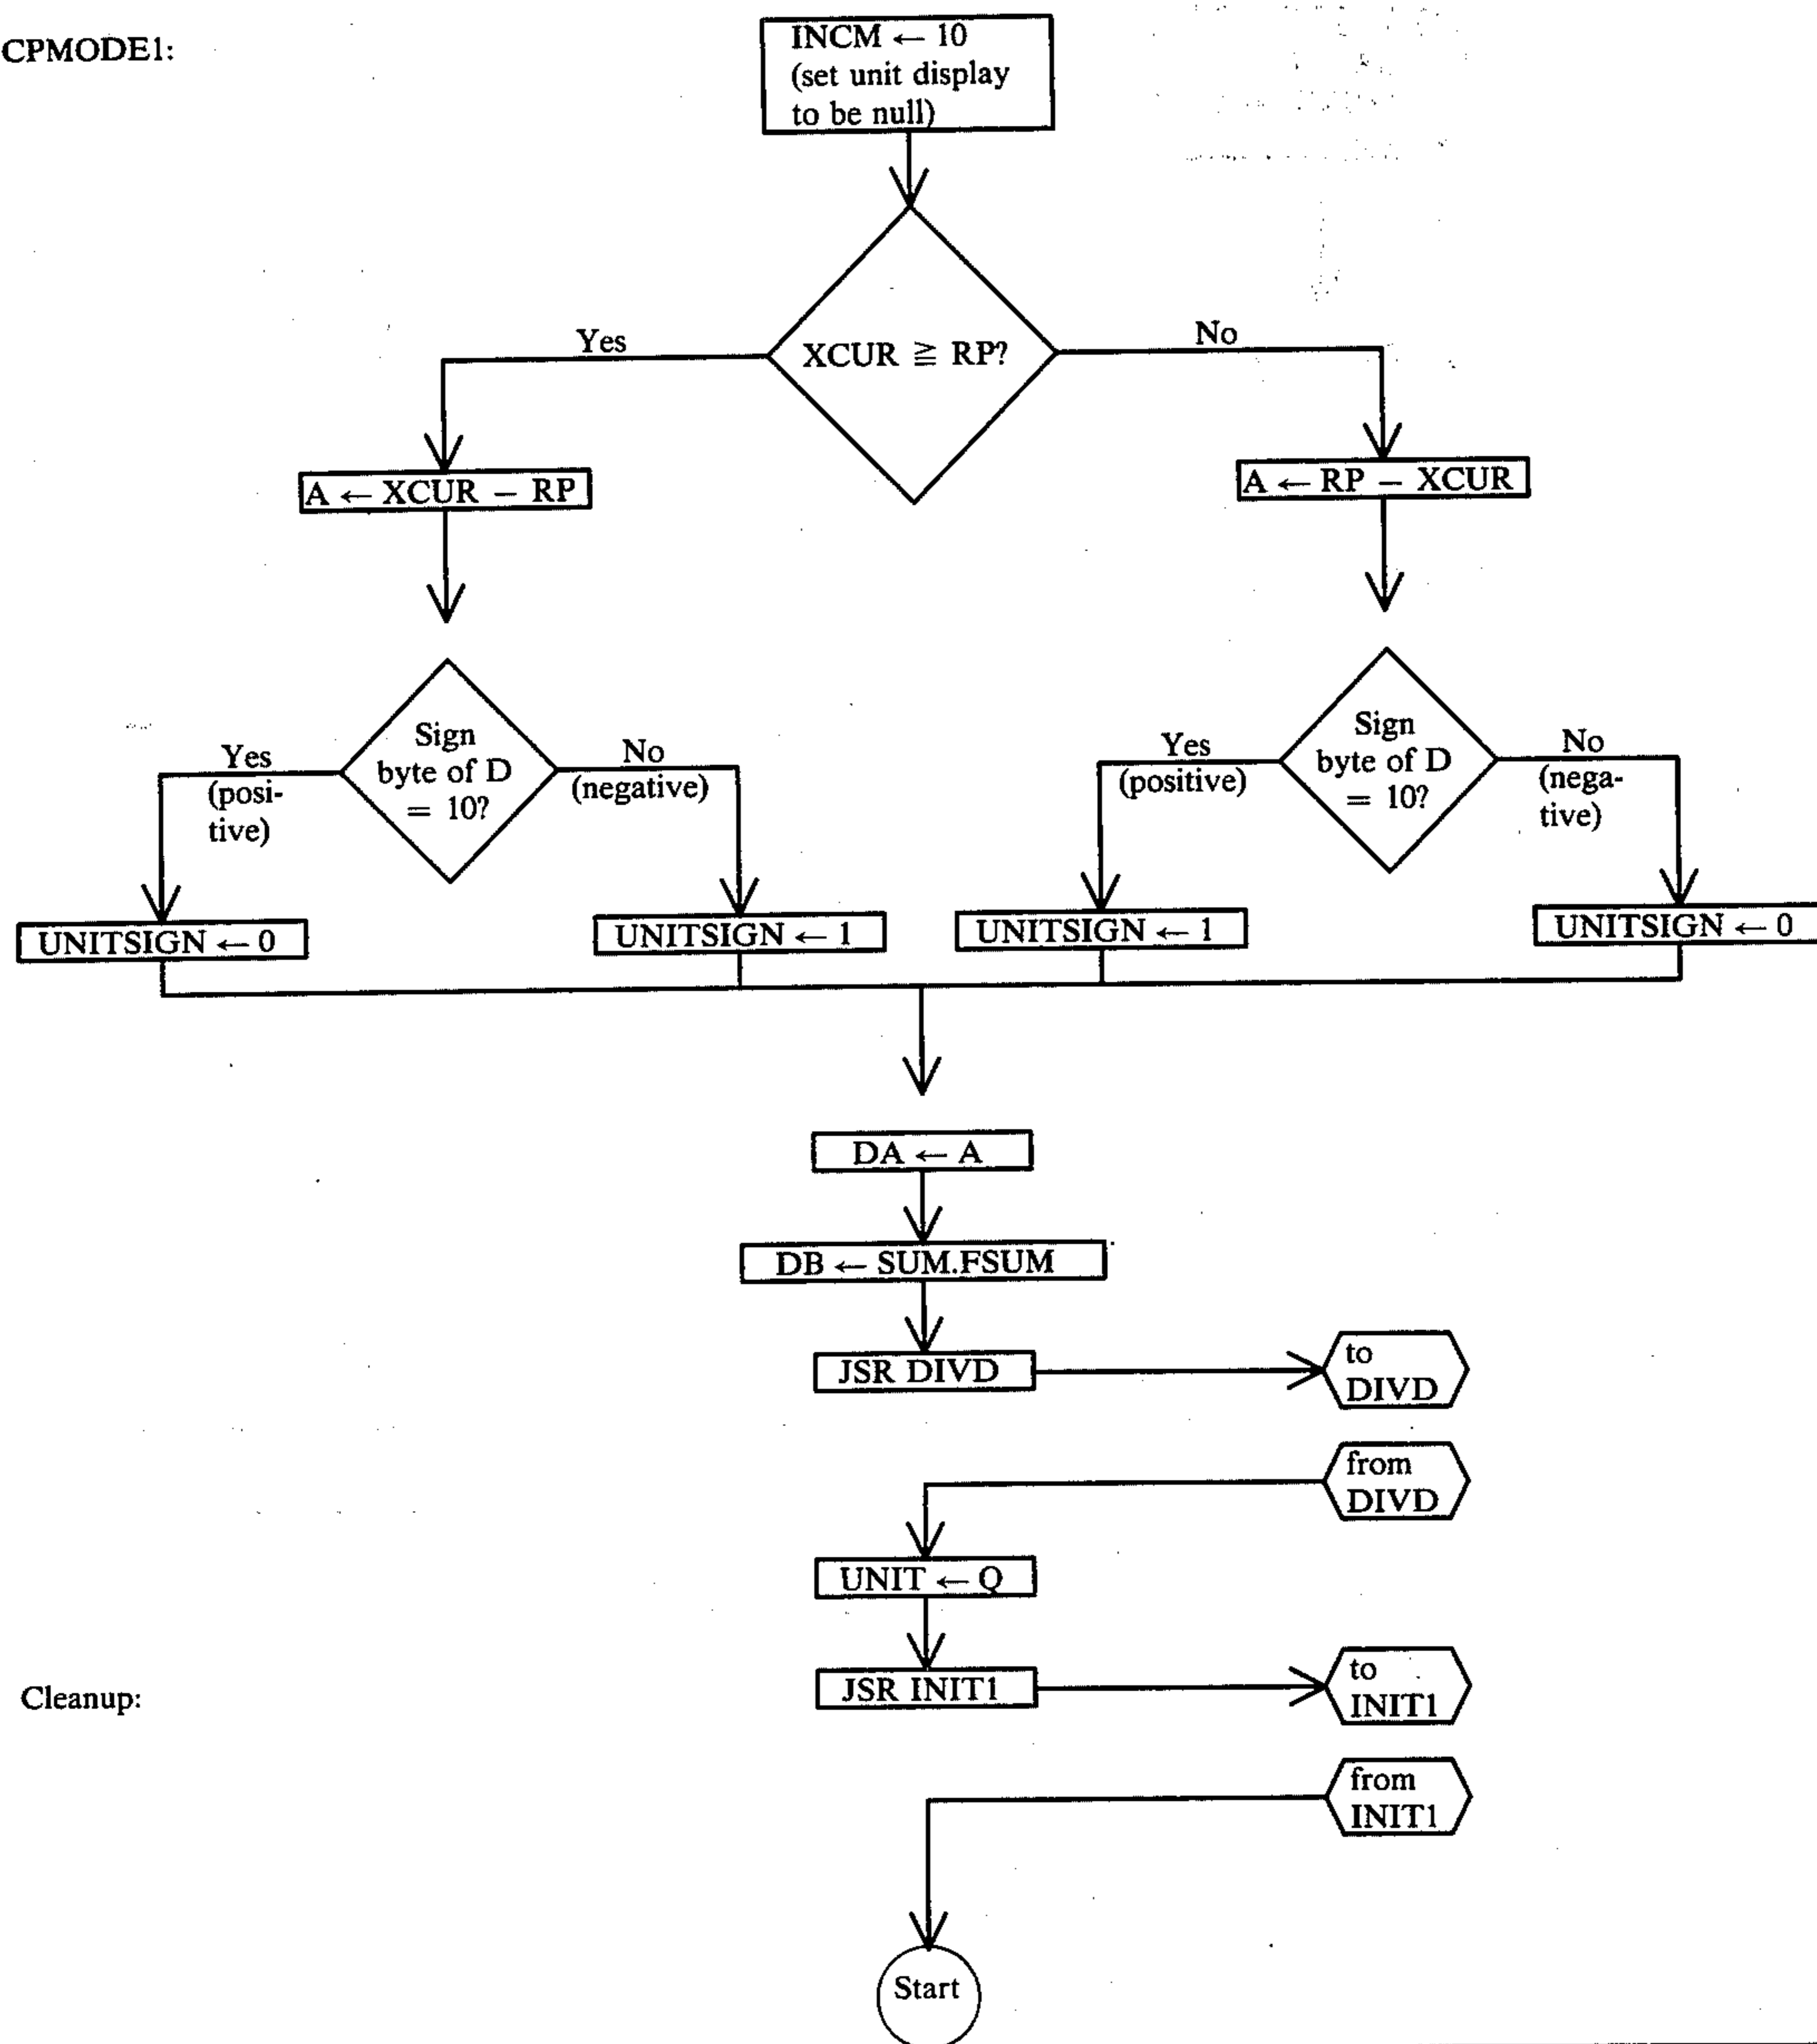 CPMODE1:
INCM ← 10
(set unit display
to be null)
XCUR ≧ RP?
Yes
No
A ← XCUR − RP
A ← RP − XCUR
Sign
byte of D
= 10?
Yes
(posi-
tive)
No
(negative)
Sign
byte of D
= 10?
Yes
(positive)
No
(nega-
tive)
UNITSIGN ← 0
UNITSIGN ← 1
UNITSIGN ← 1
UNITSIGN ← 0
DA ← A
DB ← SUM.FSUM
JSR DIVD
to
DIVD
from
DIVD
UNIT ← Q
Cleanup:
JSR INIT1
to
INIT1
from
INIT1
Start